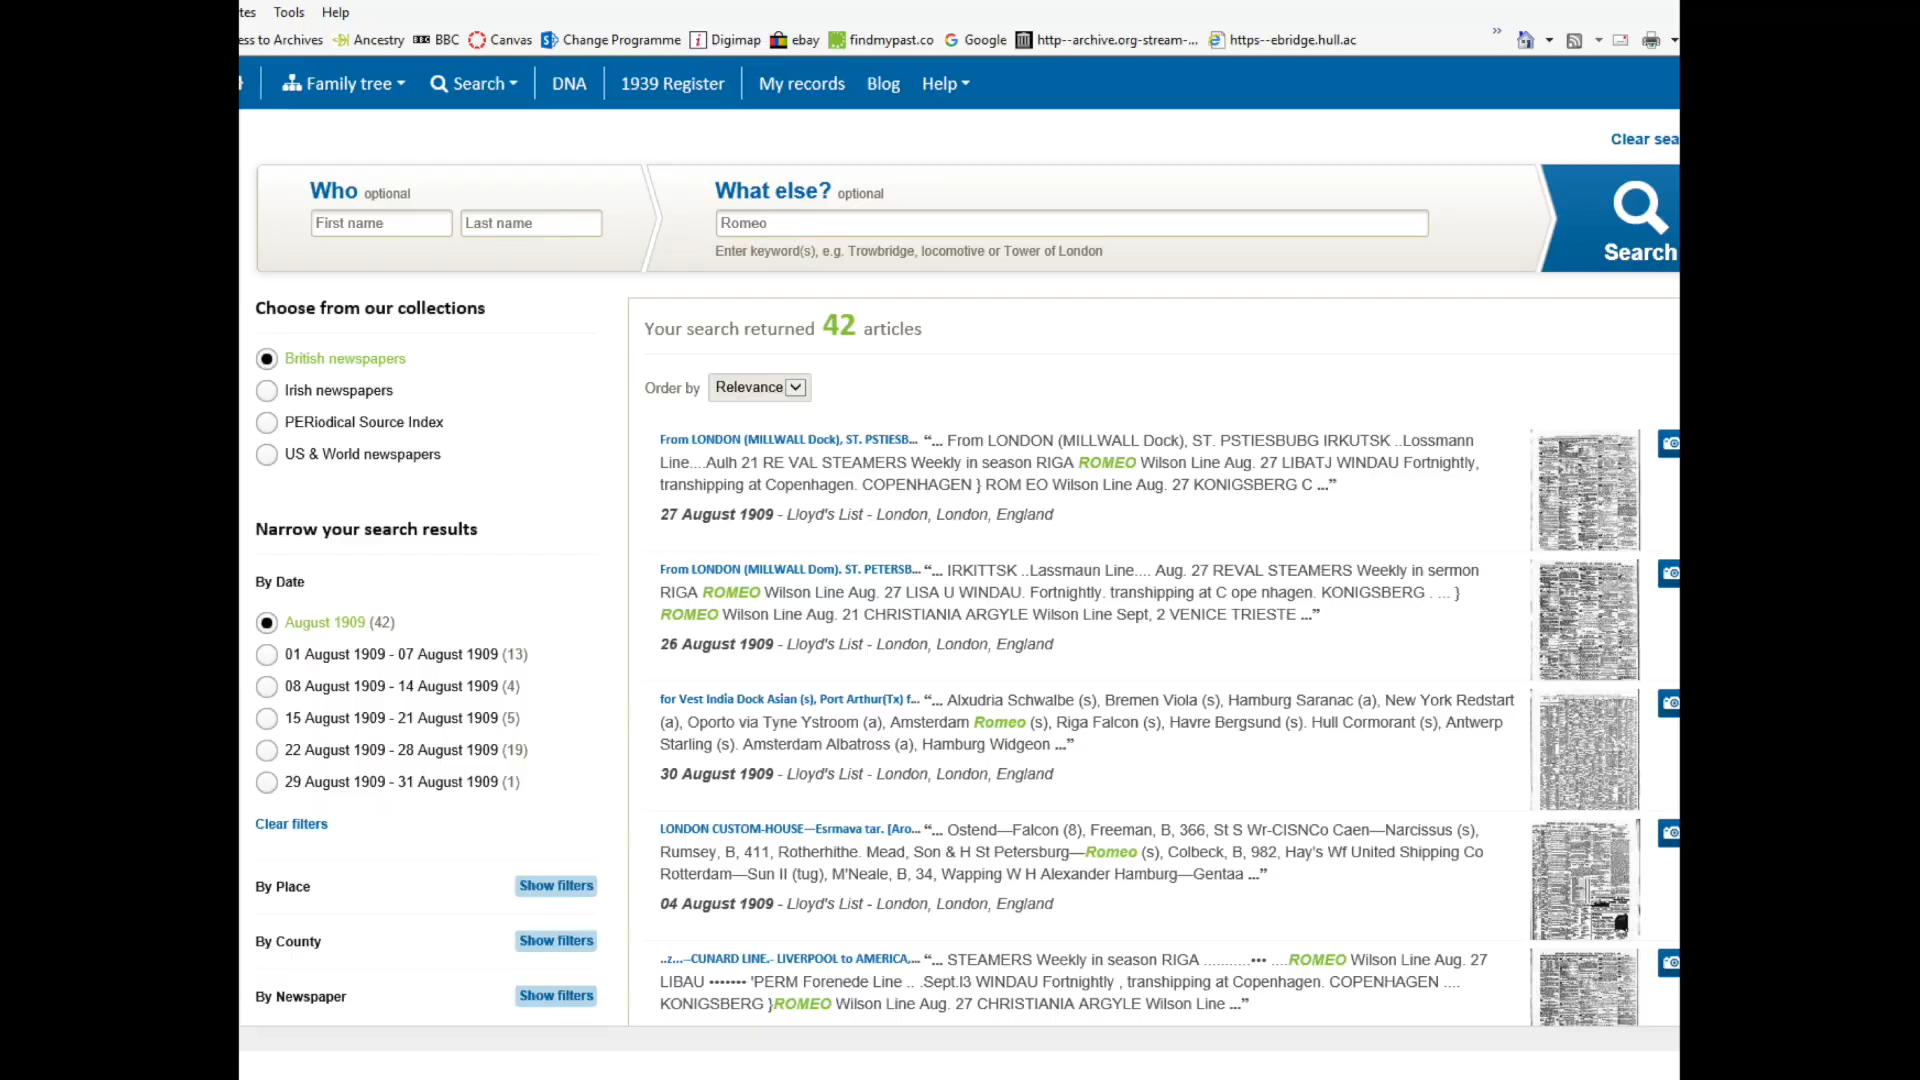 tes Tools Help
ess to Archives Ancestry BBC BBC Canvas Change Programme Digimap ebay findmypast.co Google http--archive.org-stream-... https--ebridge.hull.ac
Family tree Search DNA 1939 Register My records Blog Help
Clear sea
Who optional What else? optional
First name Last name Romeo
Enter keyword(s), e.g. Trowbridge, locomotive or Tower of London
Search
Choose from our collections
British newspapers
Irish newspapers
PERiodical Source Index
US & World newspapers
Narrow your search results
By Date
August 1909 (42)
01 August 1909 - 07 August 1909 (13)
08 August 1909 - 14 August 1909 (4)
15 August 1909 - 21 August 1909 (5)
22 August 1909 - 28 August 1909 (19)
29 August 1909 - 31 August 1909 (1)
Clear filters
By Place Show filters
By County Show filters
By Newspaper Show filters
Your search returned 42 articles
Order by Relevance
From LONDON (MILLWALL Dock), ST. PSTIESB... “... From LONDON (MILLWALL Dock), ST. PSTIESBUBG IRKUTSK ..Lossmann
Line....Aulh 21 RE VAL STEAMERS Weekly in season RIGA ROMEO Wilson Line Aug. 27 LIBATJ WINDAU Fortnightly,
transhipping at Copenhagen. COPENHAGEN } ROM EO Wilson Line Aug. 27 KONIGSBERG C ...”
27 August 1909 - Lloyd's List - London, London, England
From LONDON (MILLWALL Dom). ST. PETERSB... “... IRKITTSK ..Lassmaun Line.... Aug. 27 REVAL STEAMERS Weekly in sermon
RIGA ROMEO Wilson Line Aug. 27 LISA U WINDAU. Fortnightly. transhipping at C ope nhagen. KONIGSBERG . ... }
ROMEO Wilson Line Aug. 21 CHRISTIANIA ARGYLE Wilson Line Sept, 2 VENICE TRIESTE ...”
26 August 1909 - Lloyd's List - London, London, England
for Vest India Dock Asian (s), Port Arthur(Tx) f... “... Alxudria Schwalbe (s), Bremen Viola (s), Hamburg Saranac (a), New York Redstart
(a), Oporto via Tyne Ystroom (a), Amsterdam Romeo (s), Riga Falcon (s), Havre Bergsund (s). Hull Cormorant (s), Antwerp
Starling (s). Amsterdam Albatross (a), Hamburg Widgeon ...”
30 August 1909 - Lloyd's List - London, London, England
LONDON CUSTOM-HOUSE—Esrmava tar. [Aro... “... Ostend—Falcon (8), Freeman, B, 366, St S Wr-CISNCo Caen—Narcissus (s),
Rumsey, B, 411, Rotherhithe. Mead, Son & H St Petersburg—Romeo (s), Colbeck, B, 982, Hay's Wf United Shipping Co
Rotterdam—Sun II (tug), M'Neale, B, 34, Wapping W H Alexander Hamburg—Gentaa ...”
04 August 1909 - Lloyd's List - London, London, England
..z...--CUNARD LINE.- LIVERPOOL to AMERICA,... “... STEAMERS Weekly in season RIGA ...........••• ....ROMEO Wilson Line Aug. 27
LIBAU ••••••• 'PERM Forenede Line .. .Sept.I3 WINDAU Fortnightly , transhipping at Copenhagen. COPENHAGEN ....
KONIGSBERG }ROMEO Wilson Line Aug. 27 CHRISTIANIA ARGYLE Wilson Line ...”